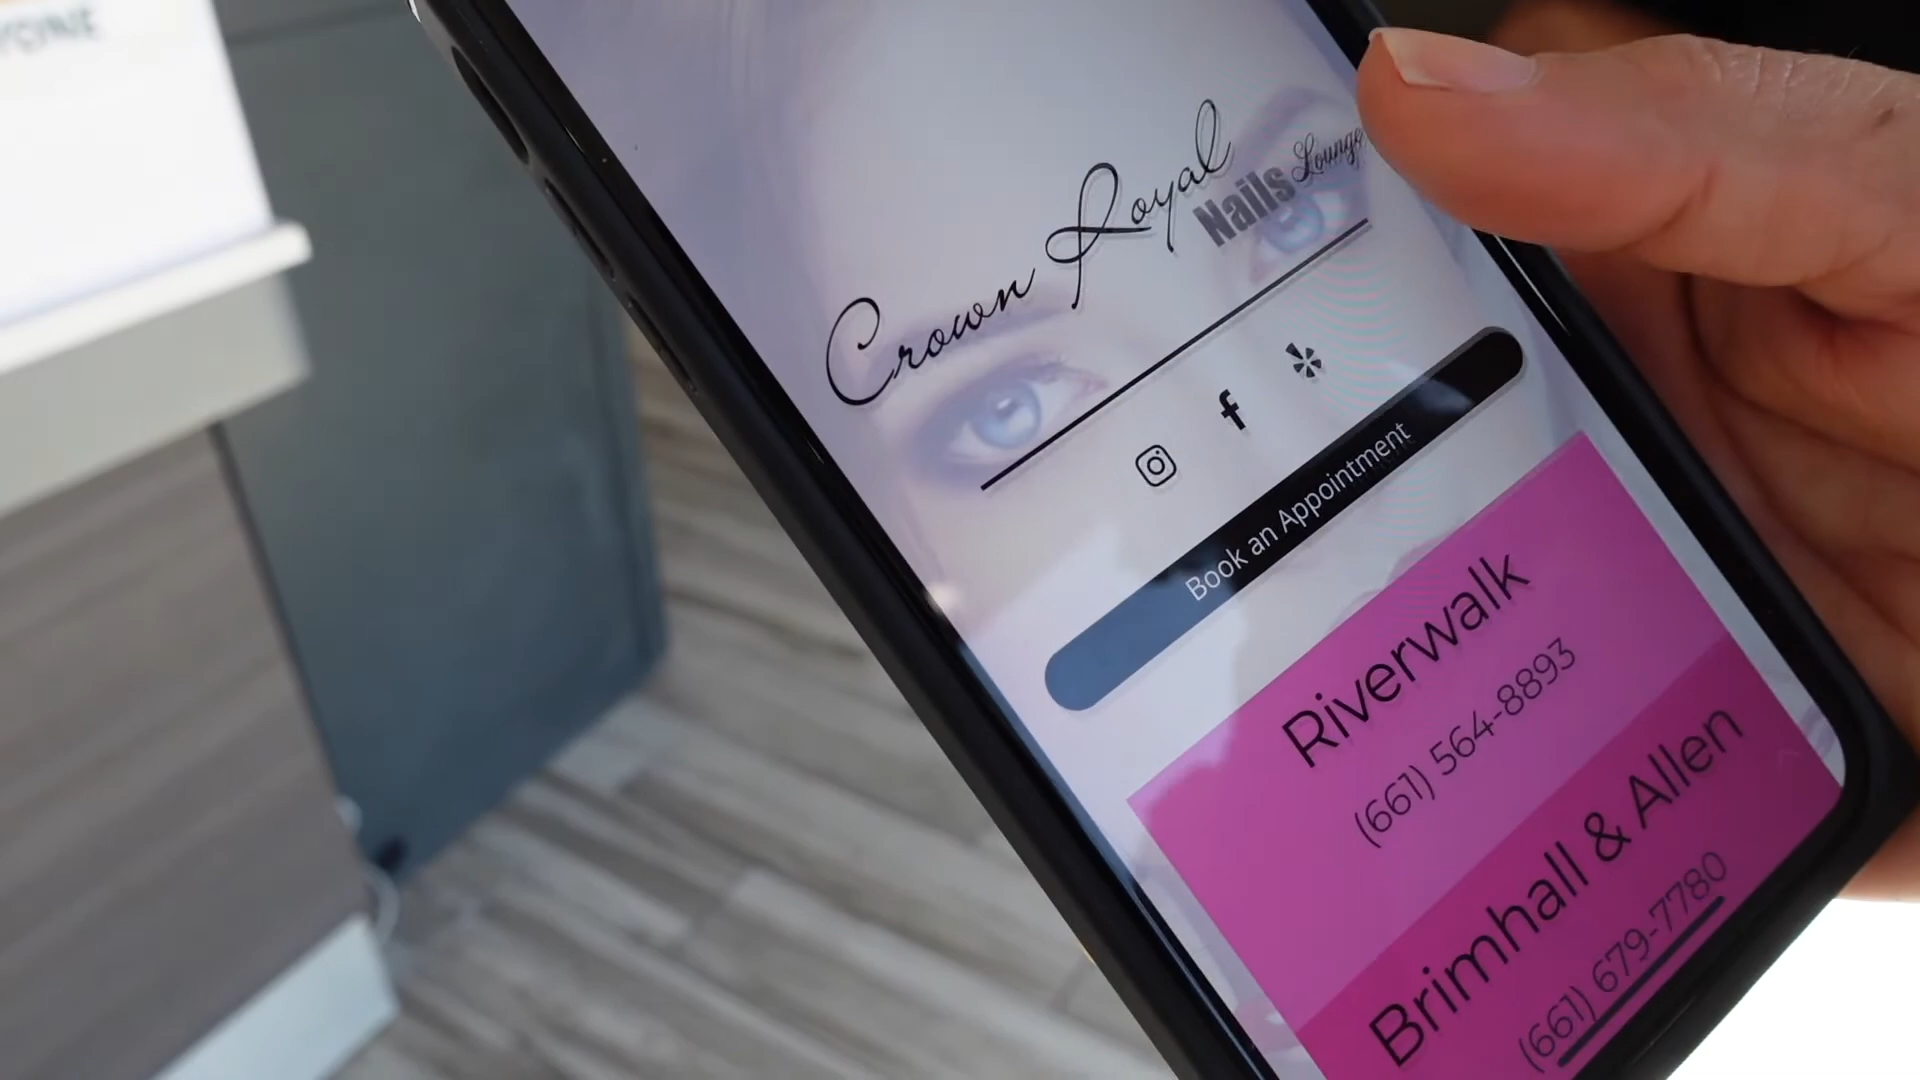 Crown Royal
Nails Lounge
Book an Appointment
Riverwalk
(661) 564-8893
Brimhall & Allen
(661) 679-7780